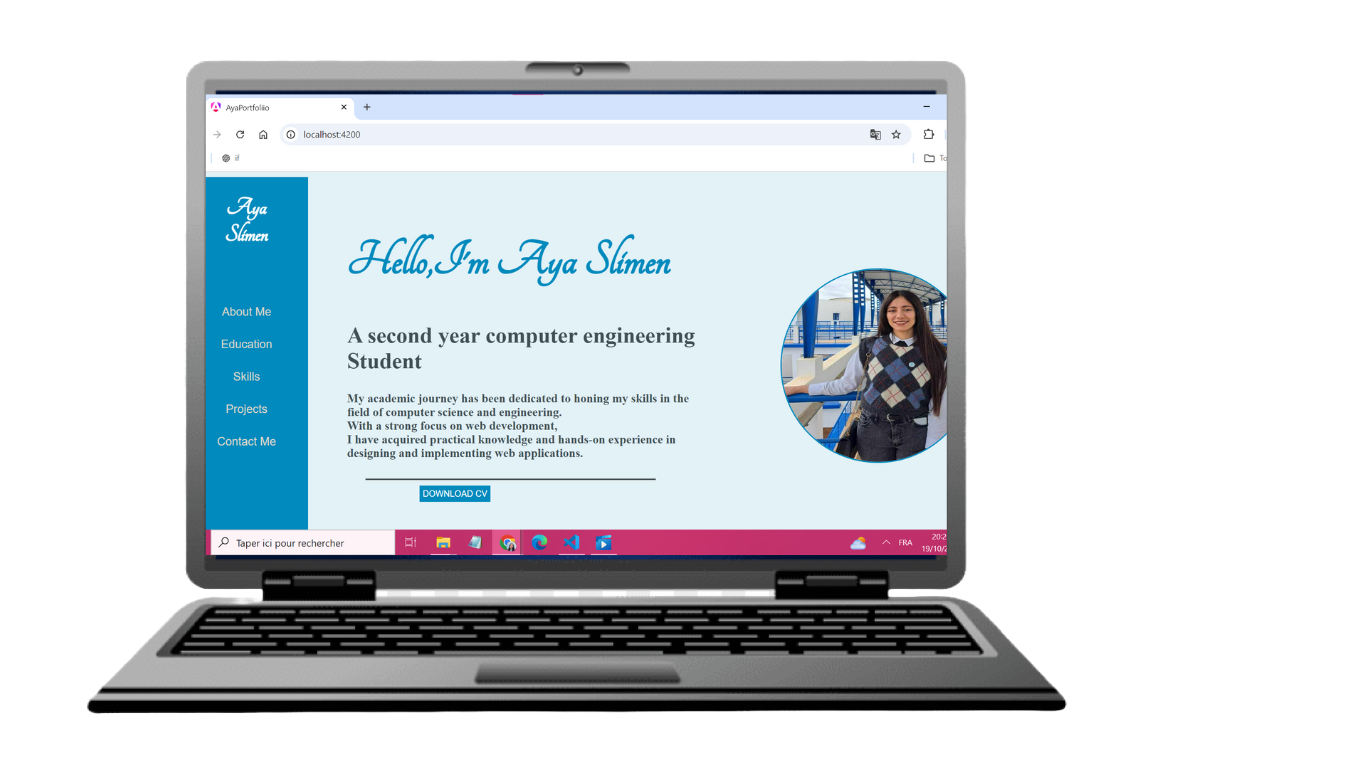 AyaPortfoliio
localhost:4200
if
To
Aya
Slimen
About Me
Education
Skills
Projects
Contact Me
Hello,I'm Aya Slimen
A second year computer engineering
Student
My academic journey has been dedicated to honing my skills in the
field of computer science and engineering.
With a strong focus on web development,
I have acquired practical knowledge and hands-on experience in
designing and implementing web applications.
DOWNLOAD CV
Taper ici pour rechercher
FRA
20:2
19/10/2